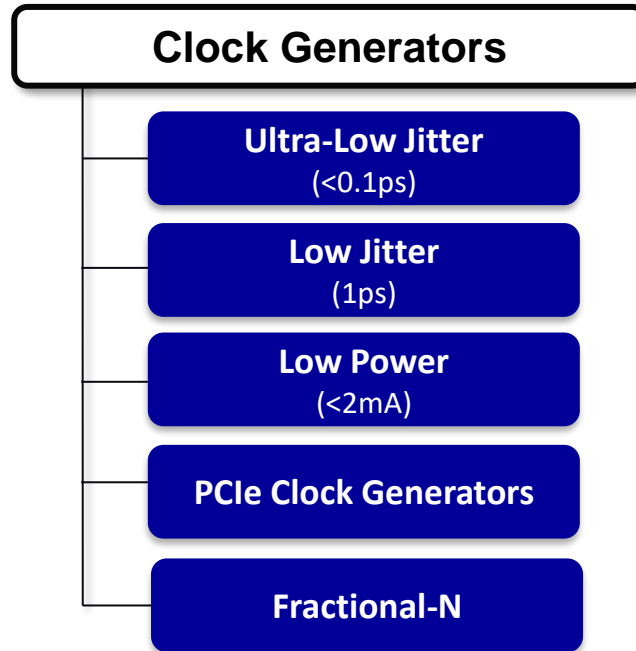 Clock Generators
Ultra-Low Jitter
(<0.1ps)
Low Jitter
(1ps)
Low Power
(<2mA)
PCIe Clock Generators
Fractional-N